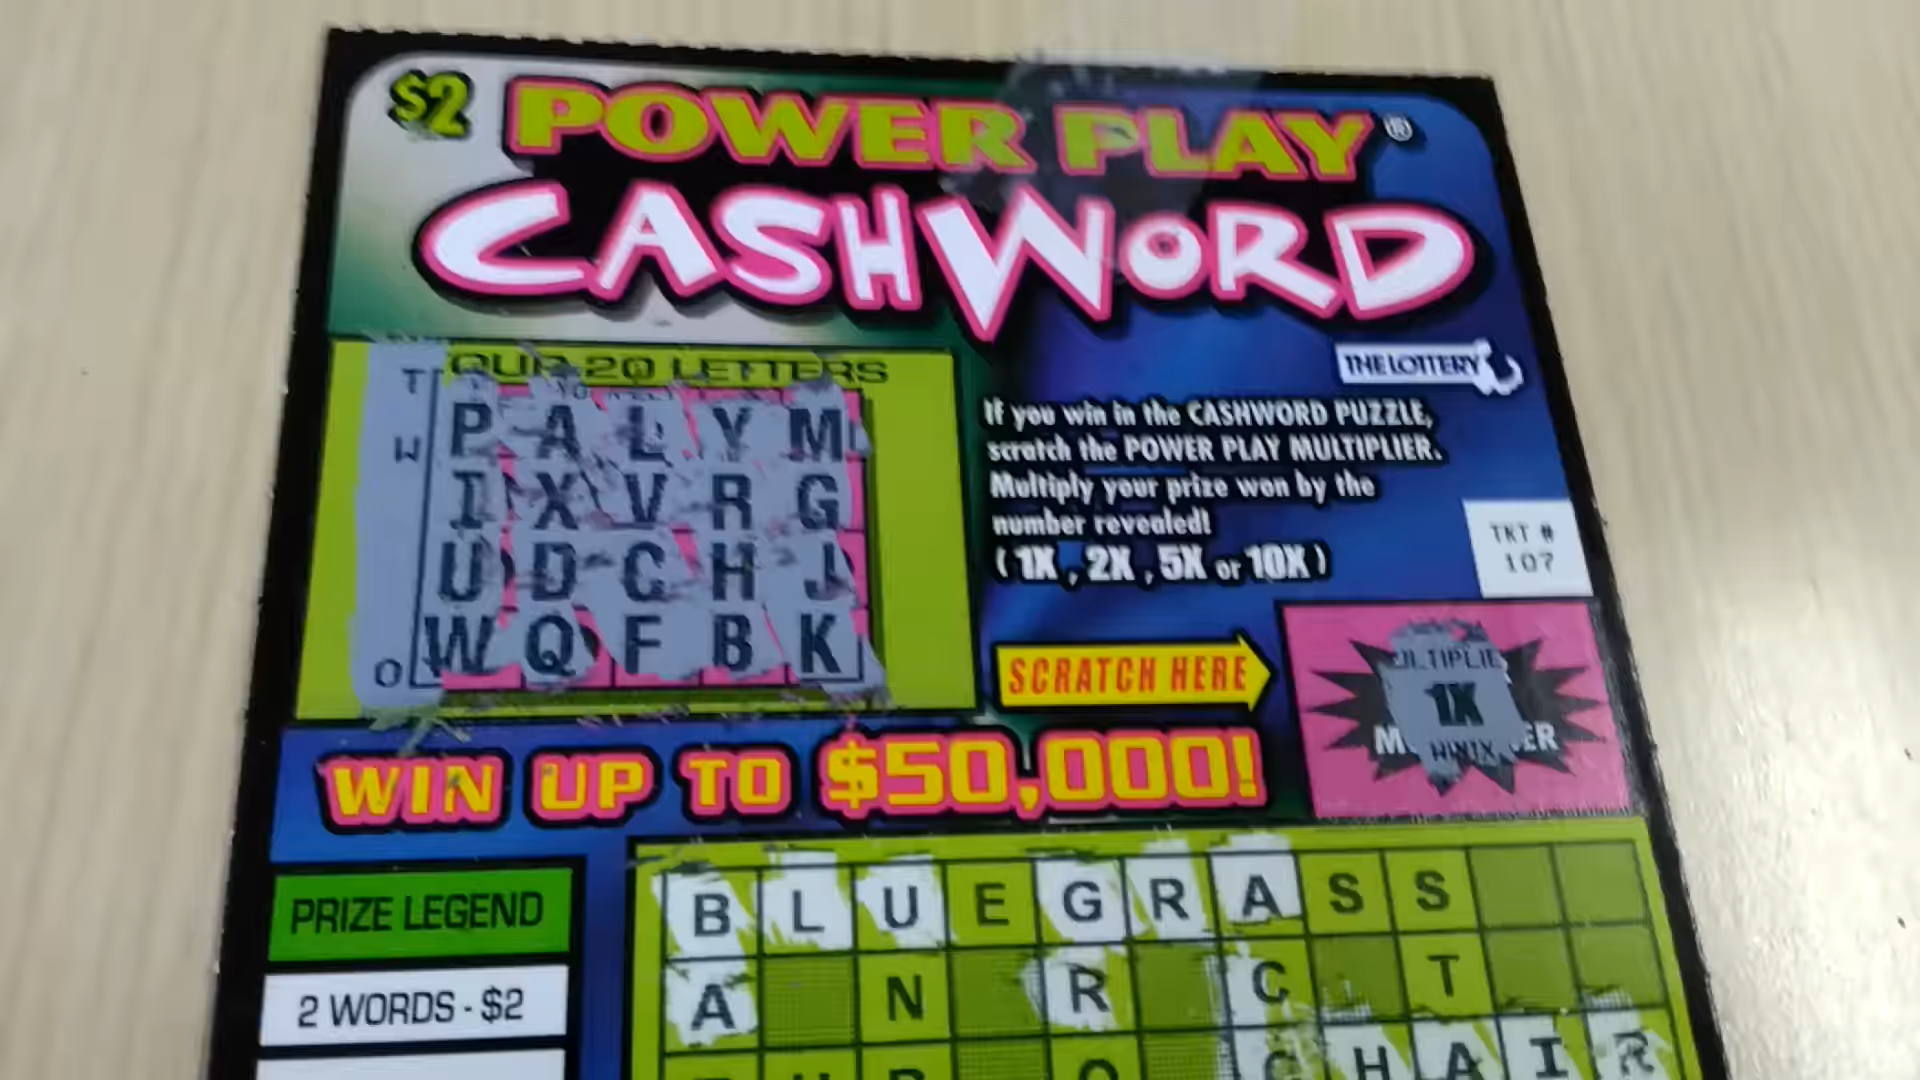 $2 POWER PLAY®
CASHWORD
THE LOTTERY
YOUR 20 LETTERS
T
W
O
P A L Y M
I X V R G
U D C H J
W Q F B K
If you win in the CASHWORD PUZZLE,
scratch the POWER PLAY MULTIPLIER.
Multiply your prize won by the
number revealed!
(1X, 2X, 5X or 10X)
TKT #
107
SCRATCH HERE
1X
WIN1X
WIN UP TO $50,000!
PRIZE LEGEND
2 WORDS - $2
B L U E G R A S S
A N R C T
C H A I R